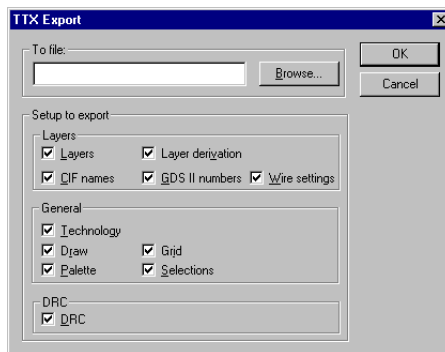 TTX Export
To file:
Browse...
OK
Cancel
Setup to export
Layers
Layers Layer derivation
CIF names GDS II numbers Wire settings
General
Technology
Draw Grid
Palette Selections
DRC
DRC